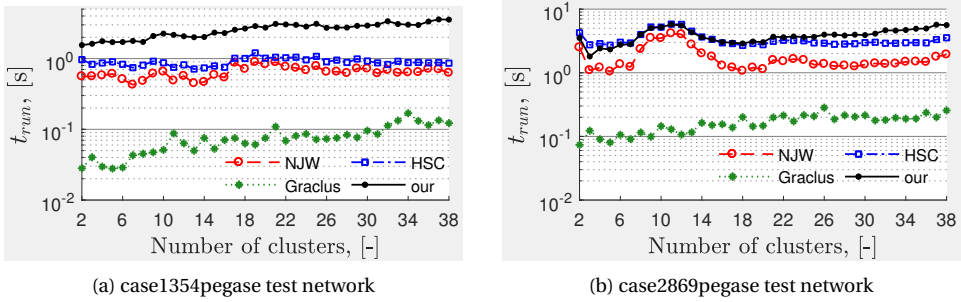 t_run, [s]
10^0
10^-1
10^-2
NJW
HSC
Graclus
our
2 6 10 14 18 22 26 30 34 38
Number of clusters, [-]
(a) case1354pegase test network
t_run, [s]
10^1
10^0
10^-1
10^-2
NJW
HSC
Graclus
our
2 6 10 14 18 22 26 30 34 38
Number of clusters, [-]
(b) case2869pegase test network